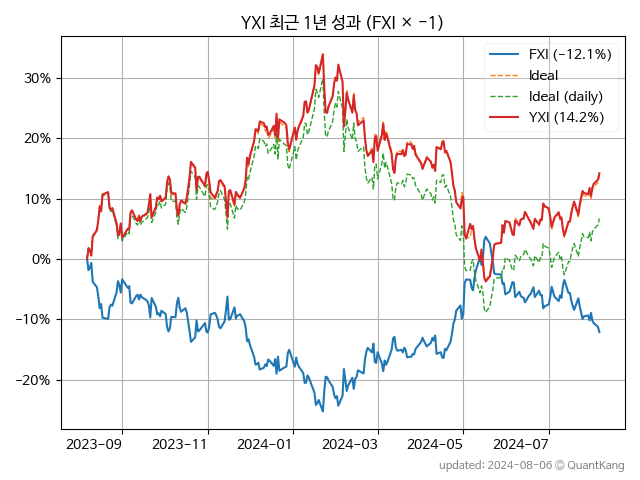 YXI 최근 1년 성과 (FXI × −1)
FXI (−12.1%)
Ideal
Ideal (daily)
YXI (14.2%)
30%
20%
10%
0%
−10%
−20%
2023-09 2023-11 2024-01 2024-03 2024-05 2024-07
updated: 2024-08-06 © QuantKang